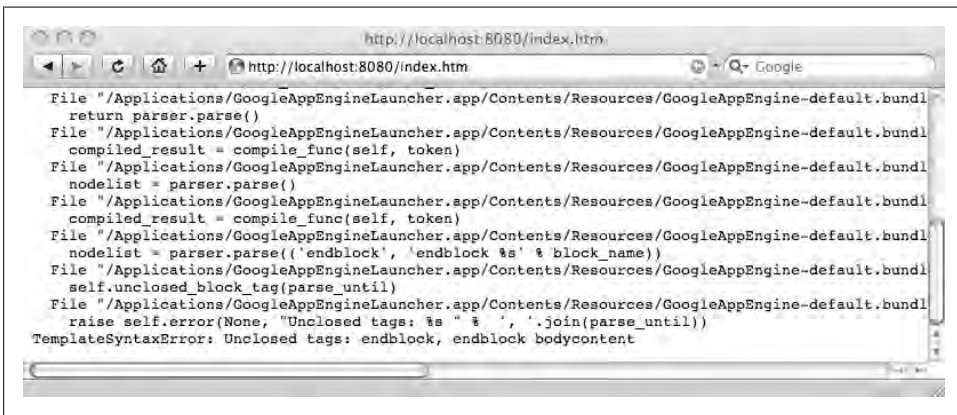 http://localhost:8080/index.htm
http://localhost:8080/index.htm
Google
File "/Applications/GoogleAppEngineLauncher.app/Contents/Resources/GoogleAppEngine-default.bundl
return parser.parse()
File "/Applications/GoogleAppEngineLauncher.app/Contents/Resources/GoogleAppEngine-default.bundl
compiled_result = compile_func(self, token)
File "/Applications/GoogleAppEngineLauncher.app/Contents/Resources/GoogleAppEngine-default.bundl
nodelist = parser.parse()
File "/Applications/GoogleAppEngineLauncher.app/Contents/Resources/GoogleAppEngine-default.bundl
compiled_result = compile_func(self, token)
File "/Applications/GoogleAppEngineLauncher.app/Contents/Resources/GoogleAppEngine-default.bundl
nodelist = parser.parse(('endblock', 'endblock %s' % block_name))
File "/Applications/GoogleAppEngineLauncher.app/Contents/Resources/GoogleAppEngine-default.bundl
self.unclosed_block_tag(parse_until)
File "/Applications/GoogleAppEngineLauncher.app/Contents/Resources/GoogleAppEngine-default.bundl
raise self.error(None, "Unclosed tags: %s " % ', '.join(parse_until))
TemplateSyntaxError: Unclosed tags: endblock, endblock bodycontent